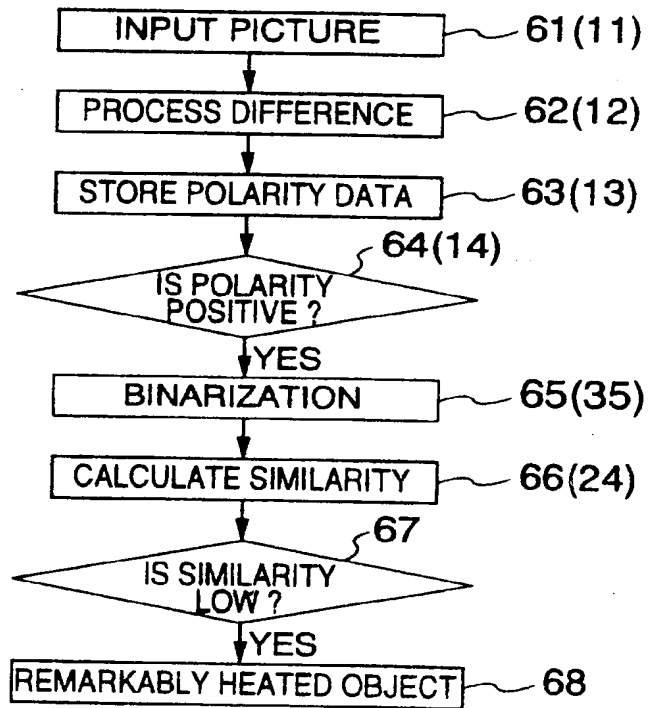 INPUT PICTURE 61(11)
PROCESS DIFFERENCE 62(12)
STORE POLARITY DATA 63(13)
64(14)
IS POLARITY
POSITIVE ?
YES
BINARIZATION 65(35)
CALCULATE SIMILARITY 66(24)
67
IS SIMILARITY
LOW ?
YES
REMARKABLY HEATED OBJECT 68